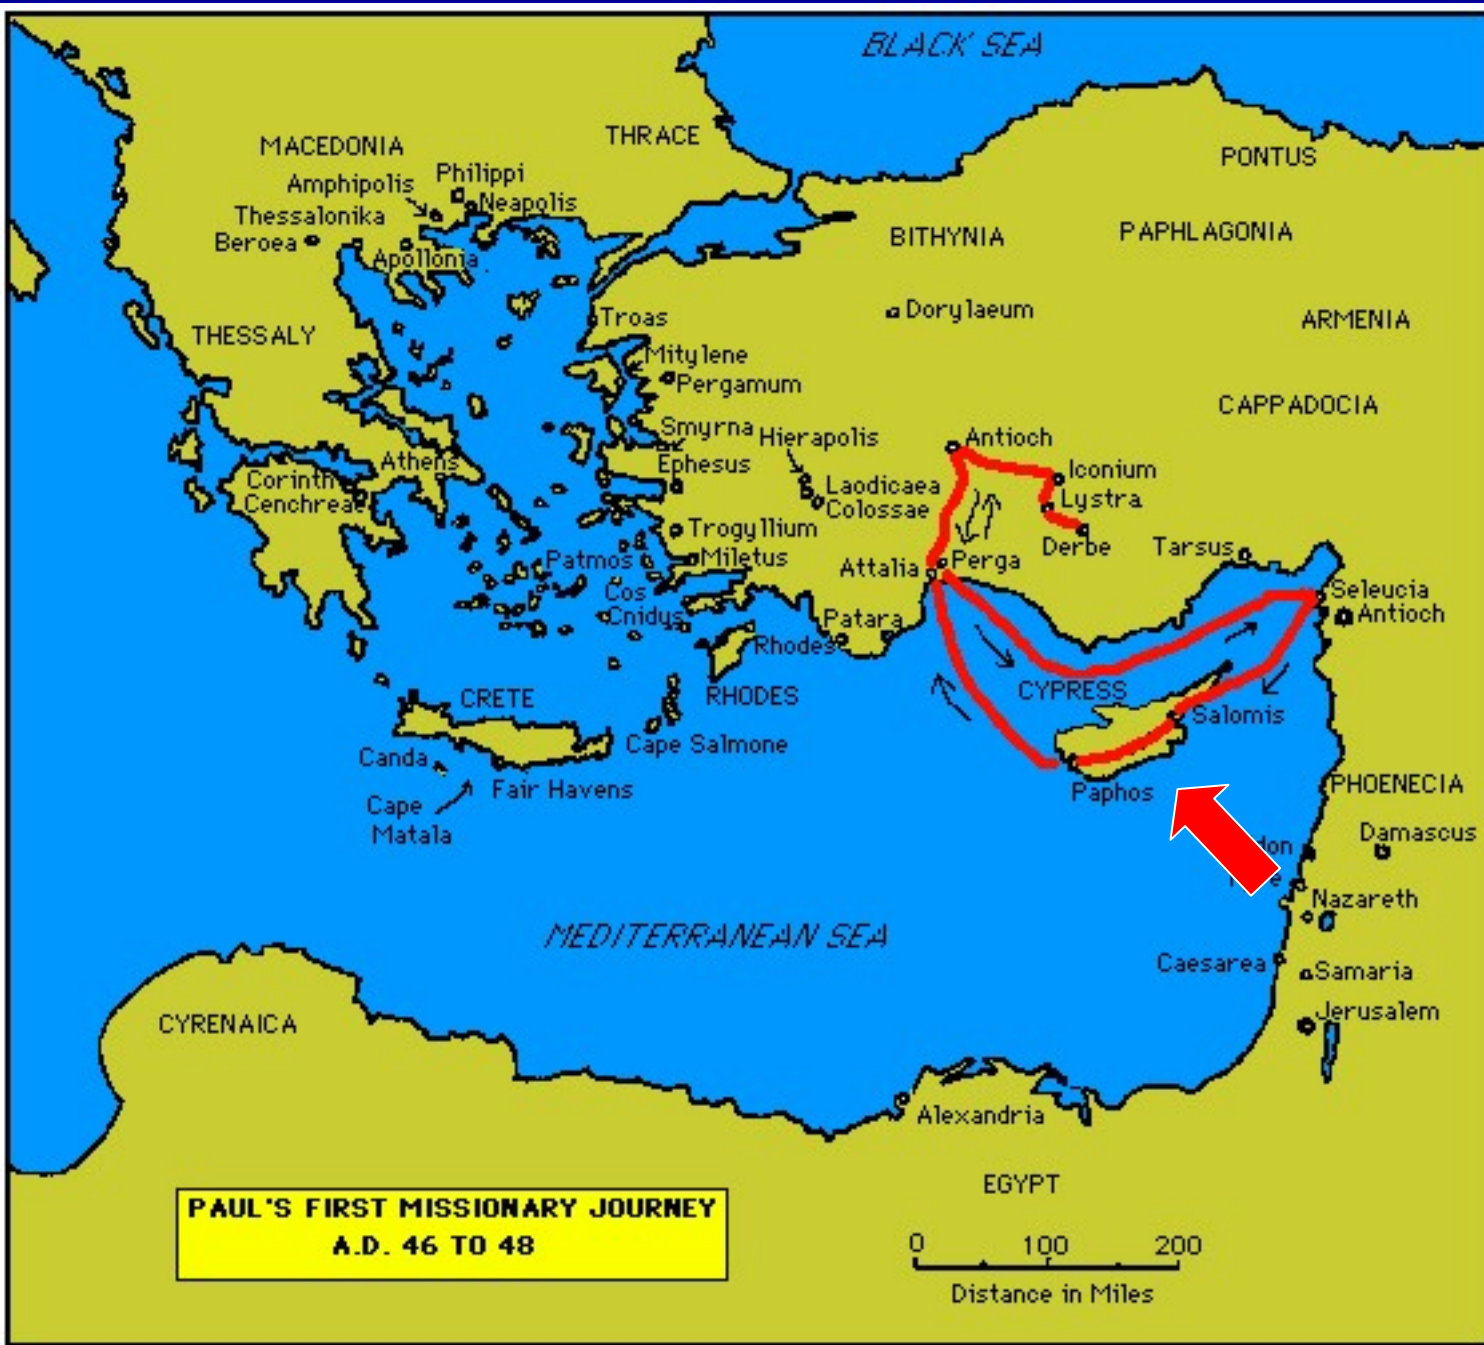 BLACK SEA
THRACE
MACEDONIA
PONTUS
Philippi
Amphipolis
Neapolis
Thessalonika
Beroea
Apollonia
BITHYNIA
PAPHLAGONIA
Dorylaeum
Troas
ARMENIA
THESSALY
Mitylene
Pergamum
CAPPADOCIA
Smyrna
Hierapolis
Antioch
Ephesus
Athens
Iconium
Corinth
Laodicaea
Lystra
Cenchreae
Colossae
Trogyllium
Derbe
Tarsus
Patmos
Miletus
Attalia
Perga
Cos
Seleucia
Cnidus
Patara
Antioch
Rhodes
CRETE
RHODES
CYPRESS
Salomis
Cape Salmone
Canda
Fair Havens
Paphos
PHOENECIA
Cape
Matala
Damascus
Nazareth
MEDITERRANEAN SEA
Caesarea
Samaria
CYRENAICA
Jerusalem
Alexandria
EGYPT
PAUL'S FIRST MISSIONARY JOURNEY
A.D. 46 TO 48
0 100 200
Distance in Miles